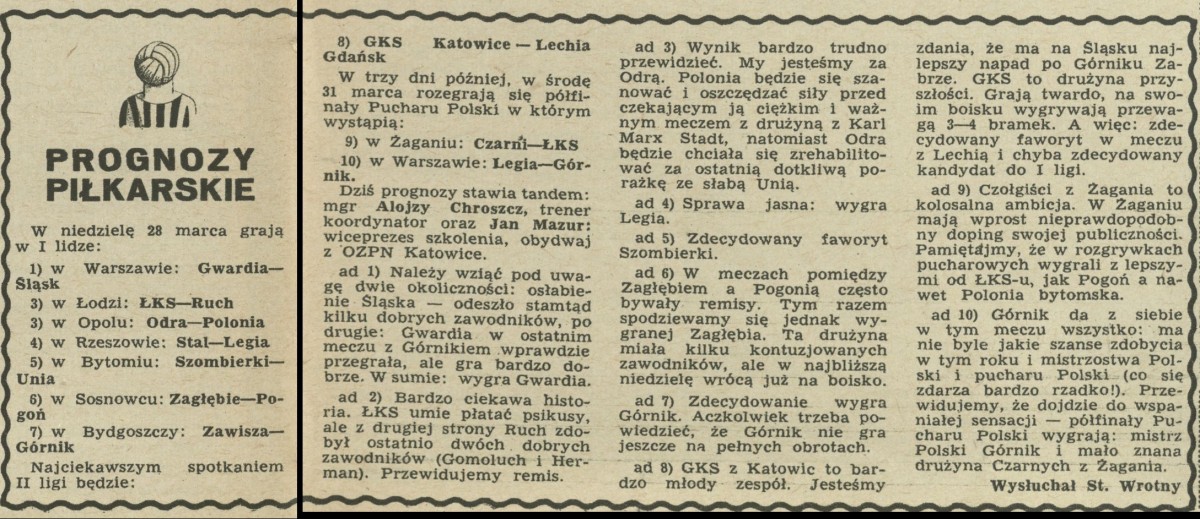 PROGNOZY
PIŁKARSKIE
W niedzielę 28 marca grają
w I lidze:
1) w Warszawie: Gwardia—
Śląsk
3) w Łodzi: ŁKS—Ruch
3) w Opolu: Odra—Polonia
4) w Rzeszowie: Stal—Legia
5) w Bytomiu: Szombierki—
Unia
6) w Sosnowcu: Zagłębie—Po-
goń
7) w Bydgoszczy: Zawisza—
Górnik
Najciekawszym spotkaniem
II ligi będzie:
8) GKS Katowice — Lechia
Gdańsk
W trzy dni później, w środę
31 marca rozegrają się półfi-
nały Pucharu Polski w którym
wystąpią:
9) w Żaganiu: Czarni—ŁKS
10) w Warszawie: Legia—Gór-
nik.
Dziś prognozy stawia tandem:
mgr Alojzy Chroszcz, trener
koordynator oraz Jan Mazur:
wiceprezes szkolenia, obydwaj
z OZPN Katowice.
ad 1) Należy wziąć pod uwa-
gę dwie okoliczności: osłabie-
nie Śląska — odeszło stamtąd
kilku dobrych zawodników, po
drugie: Gwardia w ostatnim
meczu z Górnikiem wprawdzie
przegrała, ale gra bardzo do-
brze. W sumie: wygra Gwardia.
ad 2) Bardzo ciekawa histo-
ria. ŁKS umie płatać psikusy,
ale z drugiej strony Ruch zdo-
był ostatnio dwóch dobrych
zawodników (Gomoluch i Her-
man). Przewidujemy remis.
ad 3) Wynik bardzo trudno
przewidzieć. My jesteśmy za
Odrą. Polonia będzie się sza-
nować i oszczędzać siły przed
czekającym ją ciężkim i waż-
nym meczem z drużyną z Karl
Marx Stadt, natomiast Odra
będzie chciała się zrehabilito-
wać za ostatnią dotkliwą po-
rażkę ze słabą Unią.
ad 4) Sprawa jasna: wygra
Legia.
ad 5) Zdecydowany faworyt
Szombierki.
ad 6) W meczach pomiędzy
Zagłębiem a Pogonią często
bywały remisy. Tym razem
spodziewamy się jednak wy-
granej Zagłębia. Ta drużyna
miała kilku kontuzjowanych
zawodników, ale w najbliższą
niedzielę wrócą już na boisko.
ad 7) Zdecydowanie wygra
Górnik. Aczkolwiek trzeba po-
wiedzieć, że Górnik nie gra
jeszcze na pełnych obrotach.
ad 8) GKS z Katowic to bar-
dzo młody zespół. Jesteśmy
zdania, że ma na Śląsku naj-
lepszy napad po Górniku Za-
brze. GKS to drużyna przy-
szłości. Grają twardo, na swo-
im boisku wygrywają przewa-
gą 3—4 bramek. A więc: zde-
cydowany faworyt w meczu
z Lechią i chyba zdecydowany
kandydat do I ligi.
ad 9) Czołgiści z Żagania to
kolosalna ambicja. W Żaganiu
mają wprost nieprawdopodob-
ny doping swojej publiczności.
Pamiętajmy, że w rozgrywkach
pucharowych wygrali z lepszy-
mi od ŁKS-u, jak Pogoń a na-
wet Polonia bytomska.
ad 10) Górnik da z siebie
w tym meczu wszystko: ma
nie byle jakie szanse zdobycia
w tym roku i mistrzostwa Pol-
ski i pucharu Polski (co się
zdarza bardzo rzadko!). Prze-
widujemy, że dojdzie do wspa-
niałej sensacji — półfinały Pu-
charu Polski wygrają: mistrz
Polski Górnik i mało znana
drużyna Czarnych z Żagania.
Wysłuchał St. Wrotny